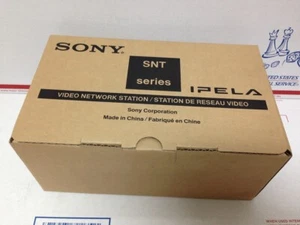 SONY
SNT
series
IPELA
VIDEO NETWORK STATION / STATION DE RESEAU VIDEO
Sony Corporation
Made in China / Fabriqué en Chine